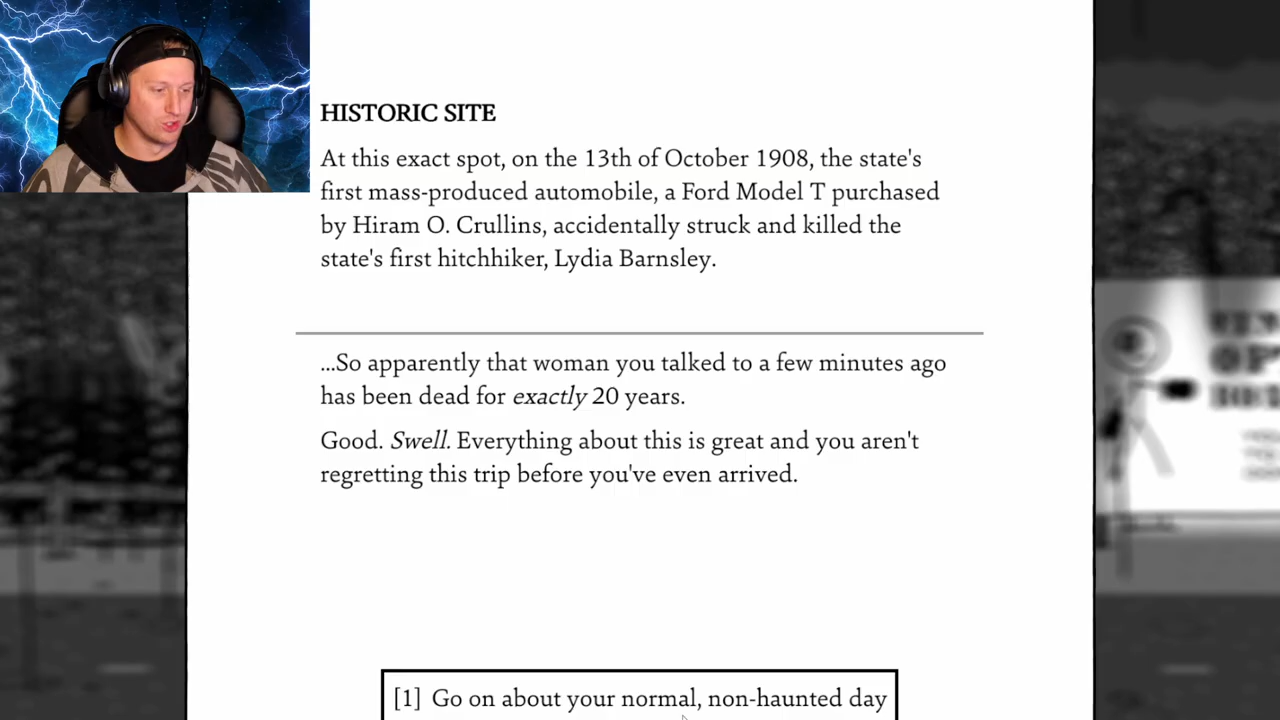 HISTORIC SITE
At this exact spot, on the 13th of October 1908, the state's
first mass-produced automobile, a Ford Model T purchased
by Hiram O. Crullins, accidentally struck and killed the
state's first hitchhiker, Lydia Barnsley.
...So apparently that woman you talked to a few minutes ago
has been dead for exactly 20 years.
Good. Swell. Everything about this is great and you aren't
regretting this trip before you've even arrived.
[1] Go on about your normal, non-haunted day